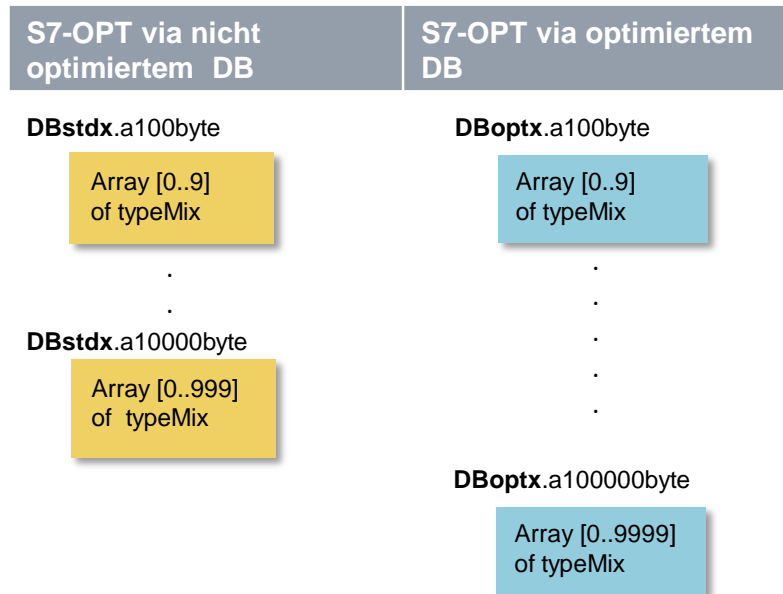 S7-OPT via nicht
optimiertem DB
S7-OPT via optimiertem
DB
DBstdx.a100byte
Array [0..9]
of typeMix
.
.
DBstdx.a10000byte
Array [0..999]
of typeMix
DBoptx.a100byte
Array [0..9]
of typeMix
.
.
.
.
.
DBoptx.a100000byte
Array [0..9999]
of typeMix